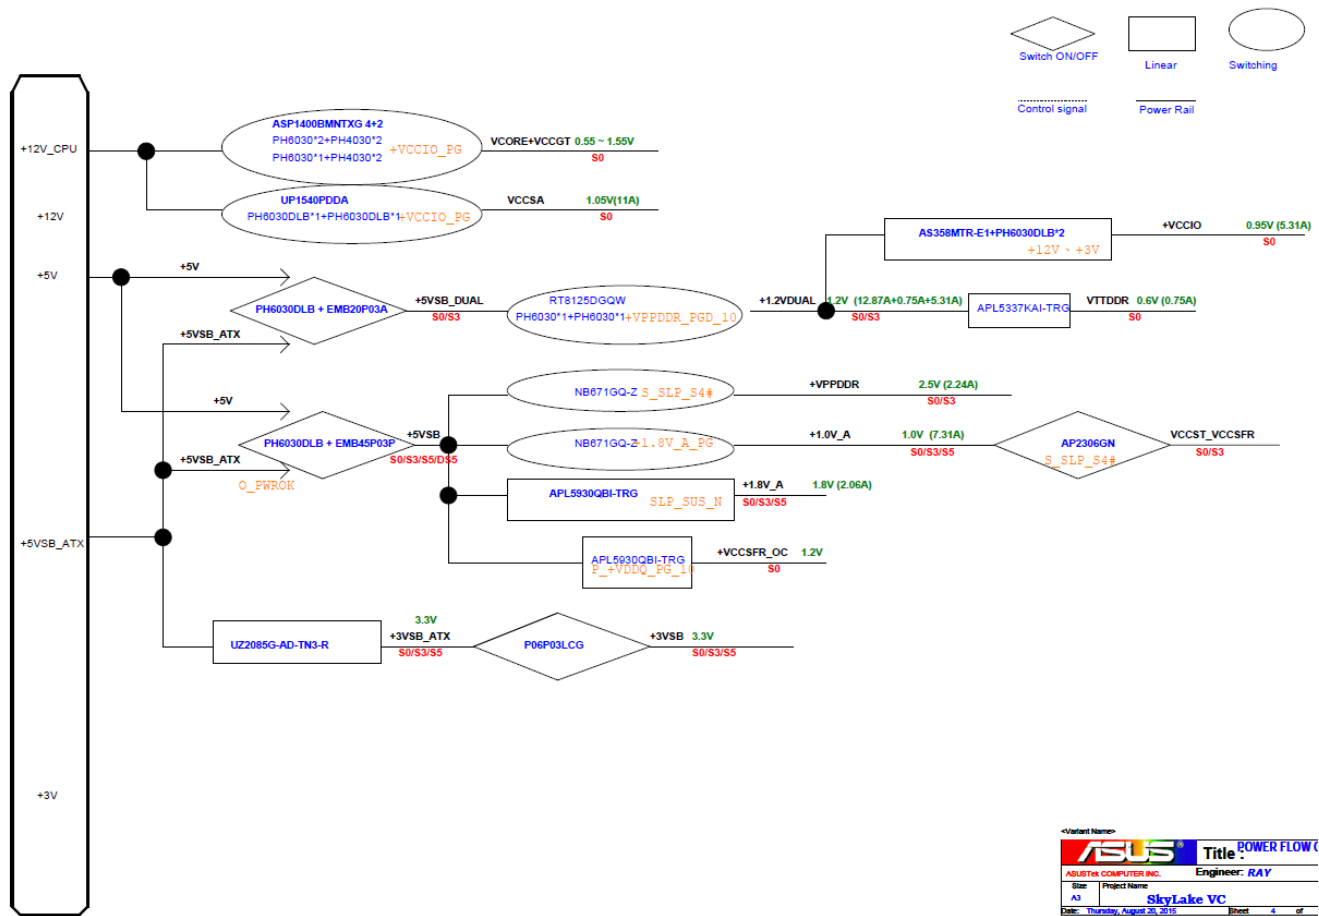 Switch ON/OFF
Linear
Switching
Control signal
Power Rail
+12V_CPU
+12V
+5V
+5VSB_ATX
+3V
ASP1400BMNTXG 4+2
PH6030*2+PH4030*2
PH6030*1+PH4030*2
+VCCIO_PG
VCORE+VCCGT 0.55 ~ 1.55V
S0
UP1540PDDA
PH6030DLB*1+PH6030DLB*1
+VCCIO_PG
VCCSA 1.05V(11A)
S0
AS358MTR-E1+PH6030DLB*2
+12V、+3V
+VCCIO 0.95V (5.31A)
S0
+5V
PH6030DLB + EMB20P03A
+5VSB_ATX
+5VSB_DUAL
S0/S3
RT8125DGQW
PH6030*1+PH6030*1
+VPPDDR_PGD_10
+1.2VDUAL 1.2V (12.87A+0.75A+5.31A)
S0/S3
APL5337KAI-TRG
VTTDDR 0.6V (0.75A)
S0
NB671GQ-Z S_SLP_S4#
+VPPDDR 2.5V (2.24A)
S0/S3
+5V
PH6030DLB + EMB45P03P
+5VSB_ATX
O_PWROK
+5VSB
S0/S3/S5/DS5
NB671GQ-Z
+1.8V_A_PG
+1.0V_A 1.0V (7.31A)
S0/S3/S5
AP2306GN
S_SLP_S4#
VCCST_VCCSFR
S0/S3
APL5930QBI-TRG
SLP_SUS_N
+1.8V_A 1.8V (2.06A)
S0/S3/S5
APL5930QBI-TRG
P_+VDDQ_PG_10
+VCCSFR_OC 1.2V
S0
UZ2085G-AD-TN3-R
3.3V
+3VSB_ATX
S0/S3/S5
P06P03LCG
+3VSB 3.3V
S0/S3/S5
<Variant Name>
ASUS
Title : POWER FLOW
ASUSTek COMPUTER INC.
Engineer: RAY
Size
A3
Project Name
SkyLake VC
Date: Thursday, August 20, 2015
Sheet 4 of